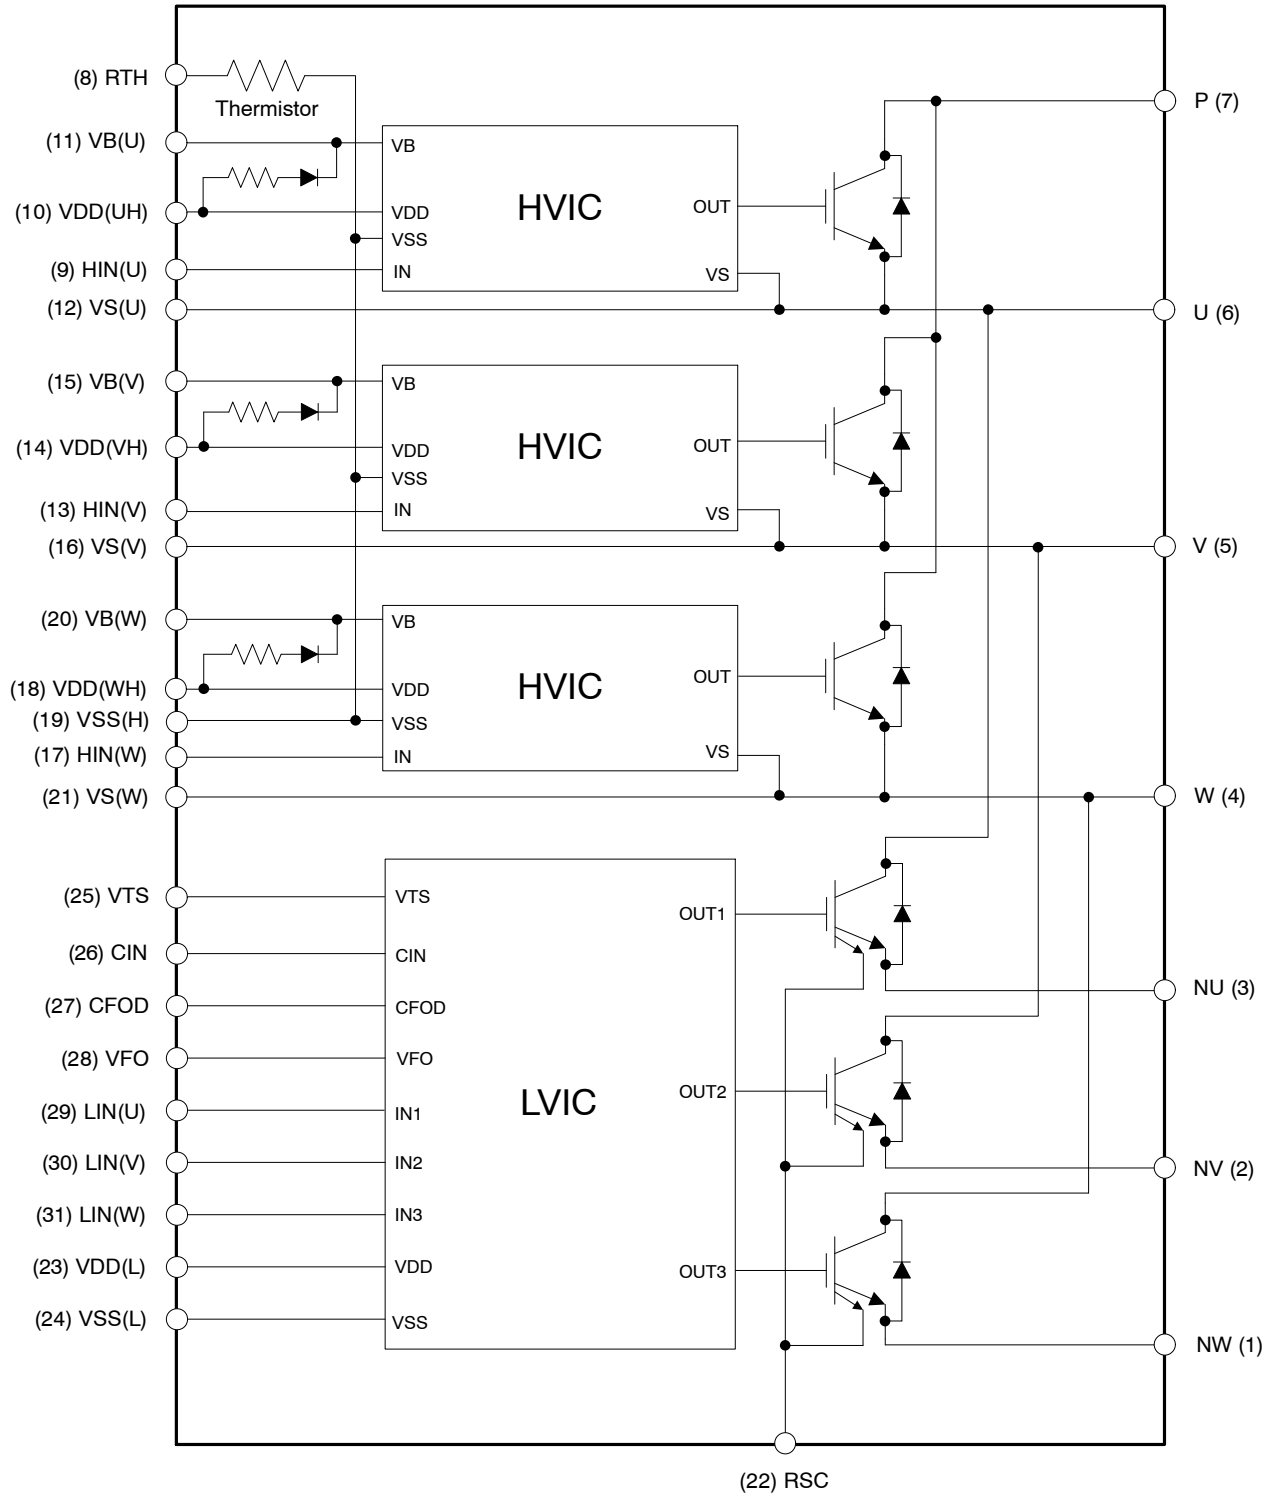 (8) RTH
Thermistor
P (7)
(11) VB(U)
VB
(10) VDD(UH)
VDD
HVIC
OUT
VSS
(9) HIN(U)
IN
VS
(12) VS(U)
U (6)
(15) VB(V)
VB
(14) VDD(VH)
VDD
HVIC
OUT
VSS
(13) HIN(V)
IN
VS
(16) VS(V)
V (5)
(20) VB(W)
VB
(18) VDD(WH)
VDD
HVIC
OUT
(19) VSS(H)
VSS
(17) HIN(W)
IN
VS
(21) VS(W)
W (4)
(25) VTS
VTS
OUT1
(26) CIN
CIN
NU (3)
(27) CFOD
CFOD
(28) VFO
VFO
LVIC
OUT2
(29) LIN(U)
IN1
(30) LIN(V)
IN2
NV (2)
(31) LIN(W)
IN3
(23) VDD(L)
VDD
OUT3
(24) VSS(L)
VSS
NW (1)
(22) RSC